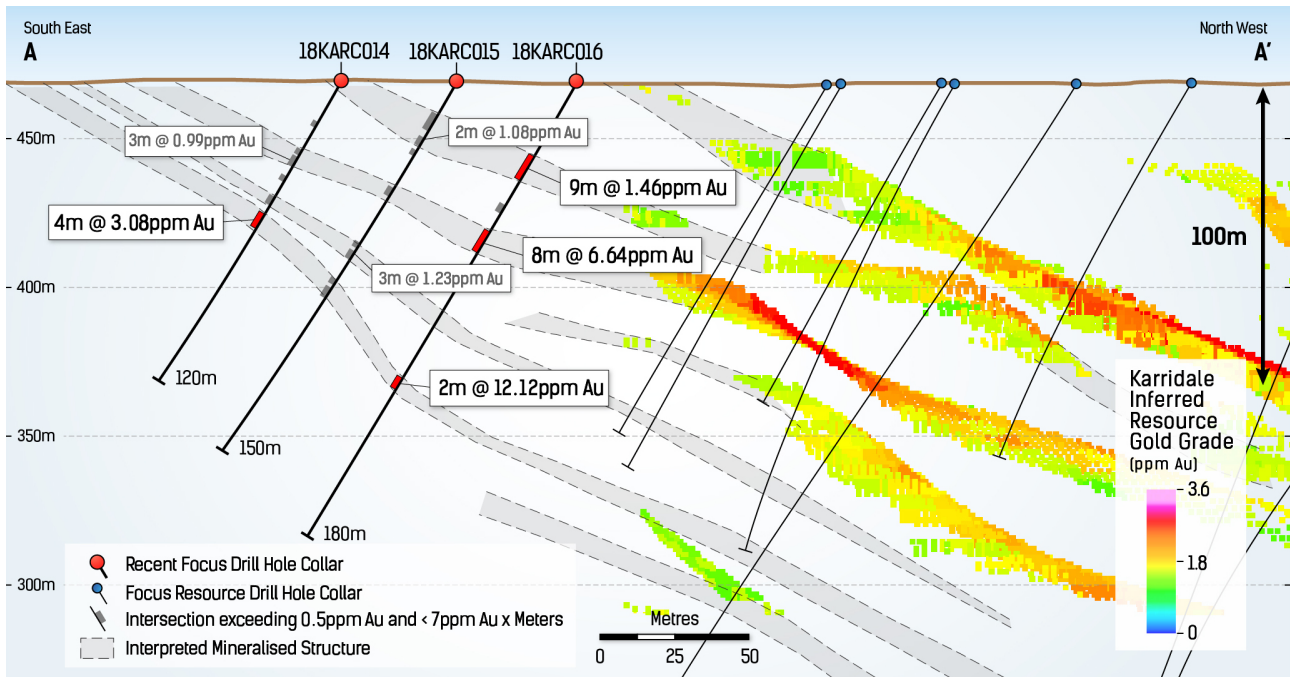 South East
A
North West
A'
18KARC014
18KARC015
18KARC016
450m
400m
350m
300m
3m @ 0.99ppm Au
2m @ 1.08ppm Au
9m @ 1.46ppm Au
4m @ 3.08ppm Au
8m @ 6.64ppm Au
3m @ 1.23ppm Au
2m @ 12.12ppm Au
100m
120m
150m
180m
Karridale
Inferred
Resource
Gold Grade
(ppm Au)
3.6
1.8
0
Recent Focus Drill Hole Collar
Focus Resource Drill Hole Collar
Intersection exceeding 0.5ppm Au and < 7ppm Au x Meters
Interpreted Mineralised Structure
Metres
0 25 50